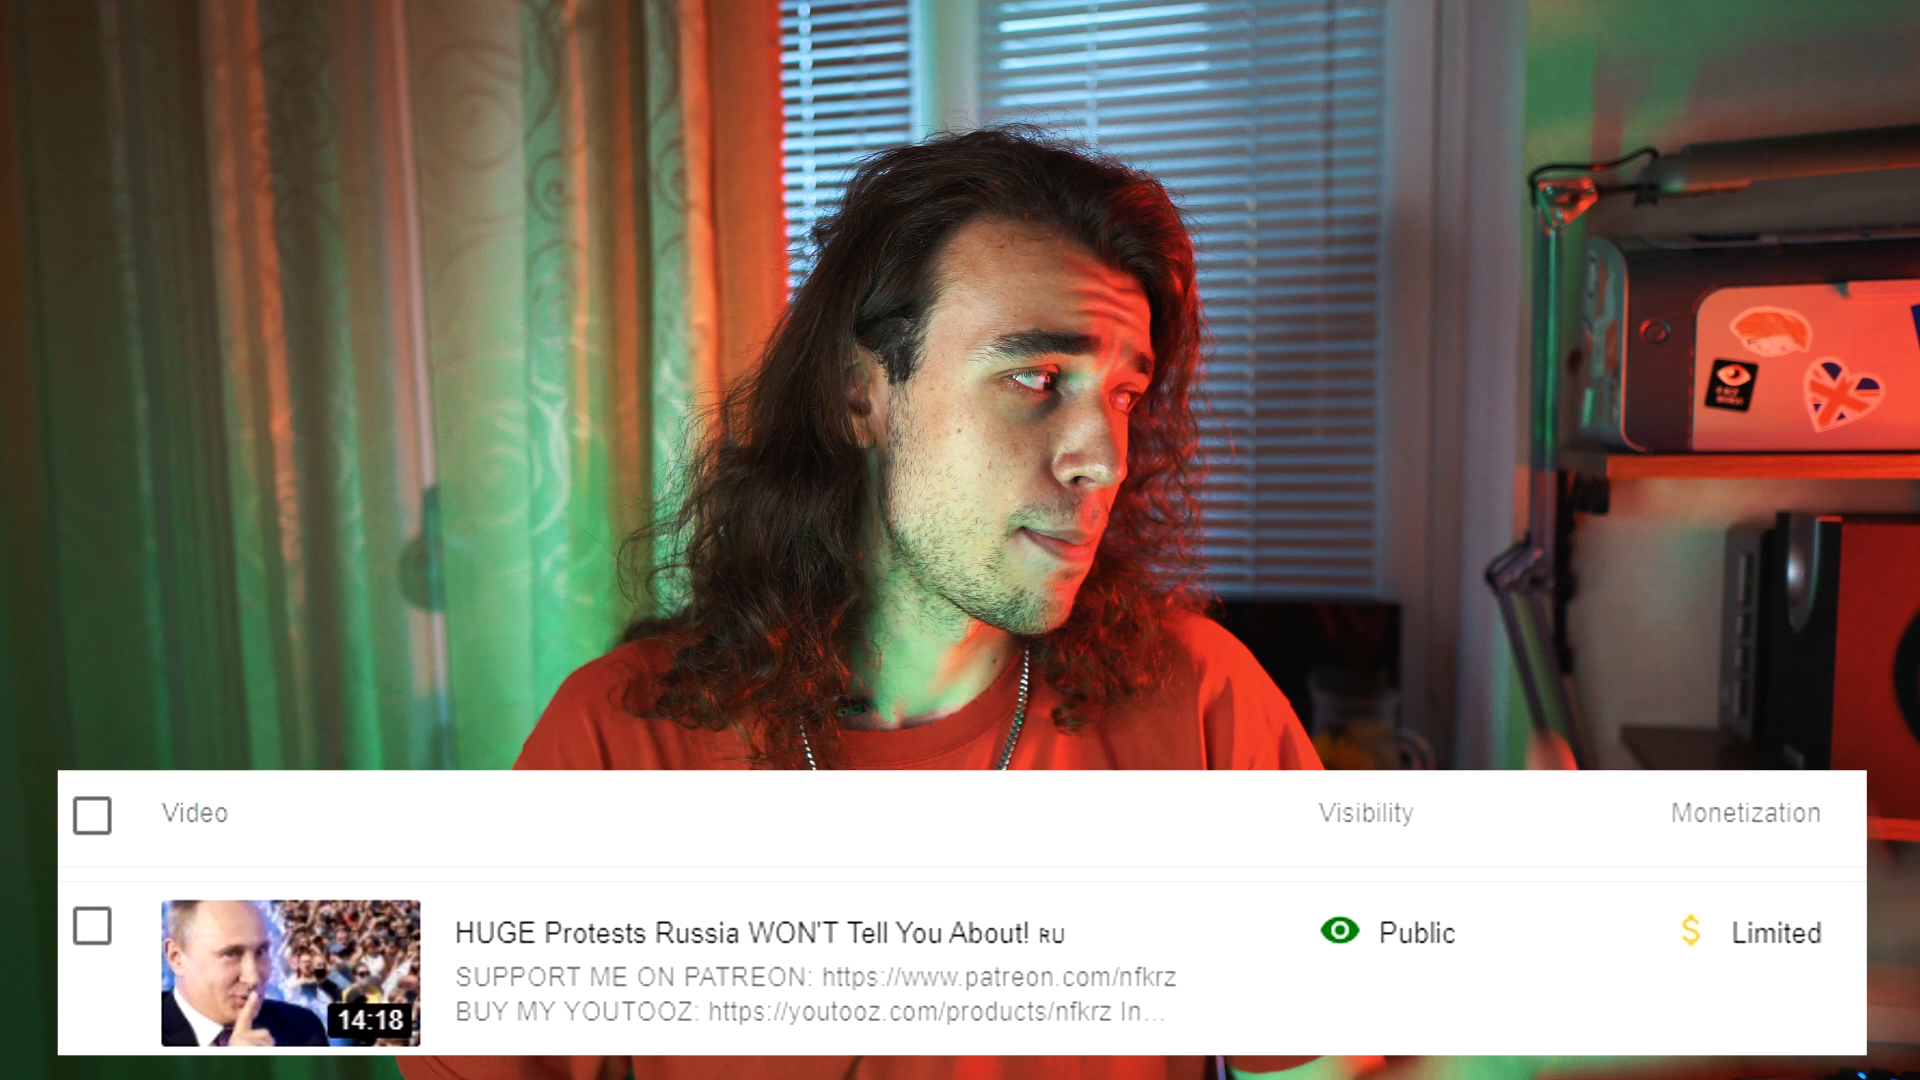 Video Visibility Monetization
HUGE Protests Russia WON'T Tell You About! RU Public Limited
SUPPORT ME ON PATREON: https://www.patreon.com/nfkrz
BUY MY YOUTOOZ: https://youtooz.com/products/nfkrz In...
14:18